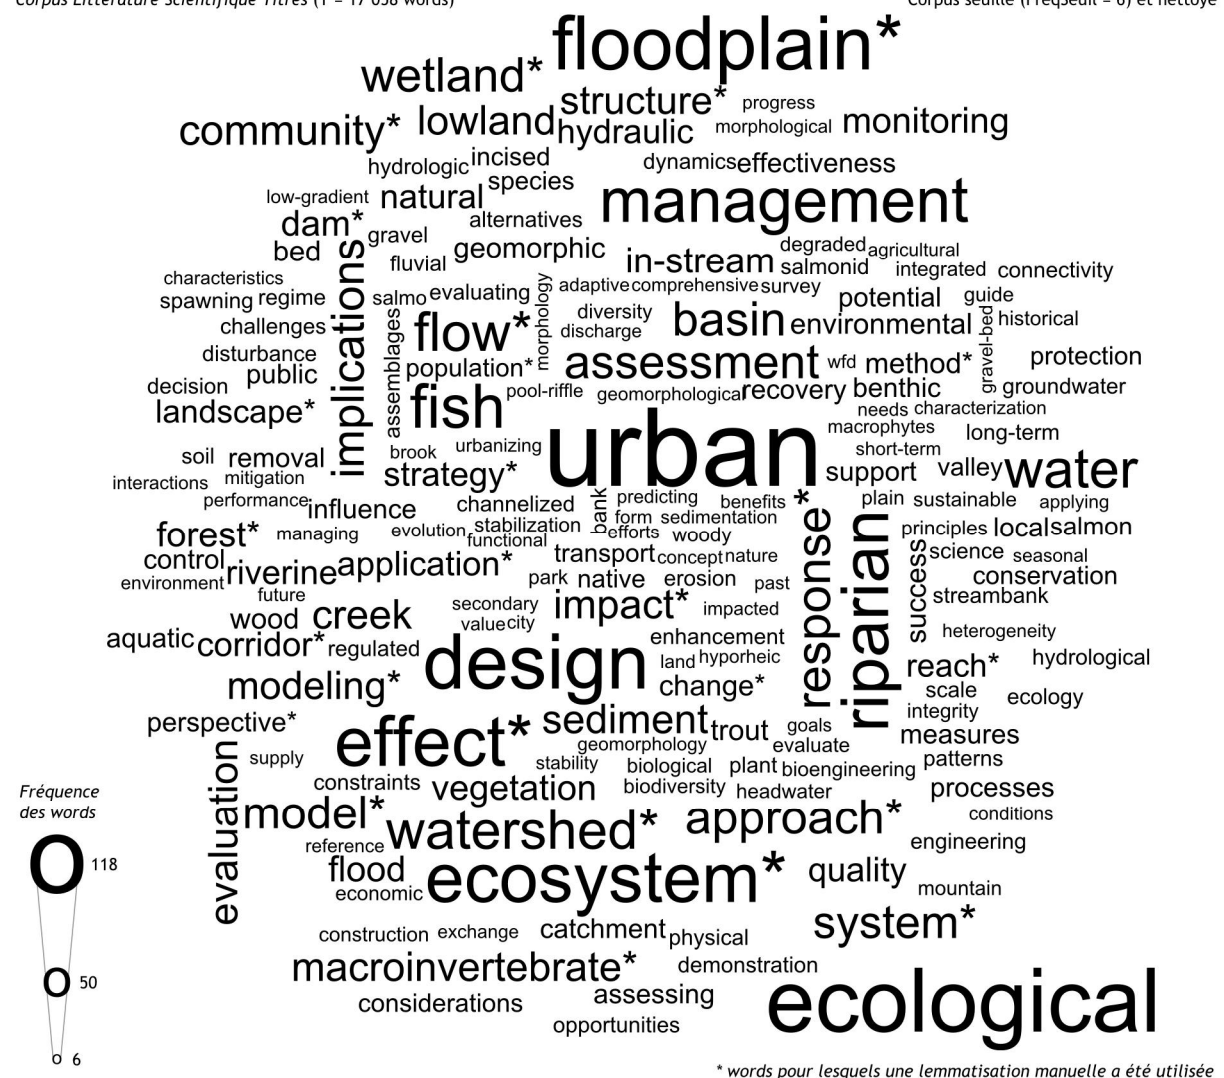 Corpus Littérature Scientifique Titres (T = 17 058 words)
Corpus seuillé (FreqSeuil = 6) et nettoyé
floodplain*
wetland*
structure* progress
community* lowland hydraulic morphological monitoring
hydrologic incised dynamics effectiveness
low-gradient natural species management
dam* gravel alternatives
bed fluvial geomorphic in-stream degraded agricultural
salmonid integrated connectivity
characteristics implications salmo evaluating morphology adaptive comprehensive survey
spawning regime diversity potential guide
challenges assemblages flow* discharge basin environmental gravel-bed historical
disturbance population* assessment wfd method* protection
decision public pool-riffle geomorphological recovery benthic groundwater
landscape* fish needs characterization
urban macrophytes long-term
soil removal brook urbanizing short-term
interactions mitigation strategy* support valley water
performance influence channelized bank predicting benefits response* plain sustainable applying
forest* managing evolution stabilization form sedimentation riparian principles local salmon
functional efforts woody
control riverine application* transport concept nature success science seasonal
environment park native erosion past conservation
future secondary impact* impacted streambank
wood creek value city
aquatic corridor* regulated enhancement heterogeneity
design land hyporheic reach* hydrological
modeling* change* scale ecology
integrity
perspective* effect* sediment trout goals measures
evaluation supply geomorphology evaluate
stability biological plant bioengineering patterns
constraints vegetation biodiversity headwater processes
model* watershed* approach* conditions
reference engineering
flood ecosystem* quality
economic mountain
construction exchange catchment physical system*
macroinvertebrate* demonstration
considerations assessing ecological
opportunities
Fréquence
des words
118
50
6
* words pour lesquels une lemmatisation manuelle a été utilisée